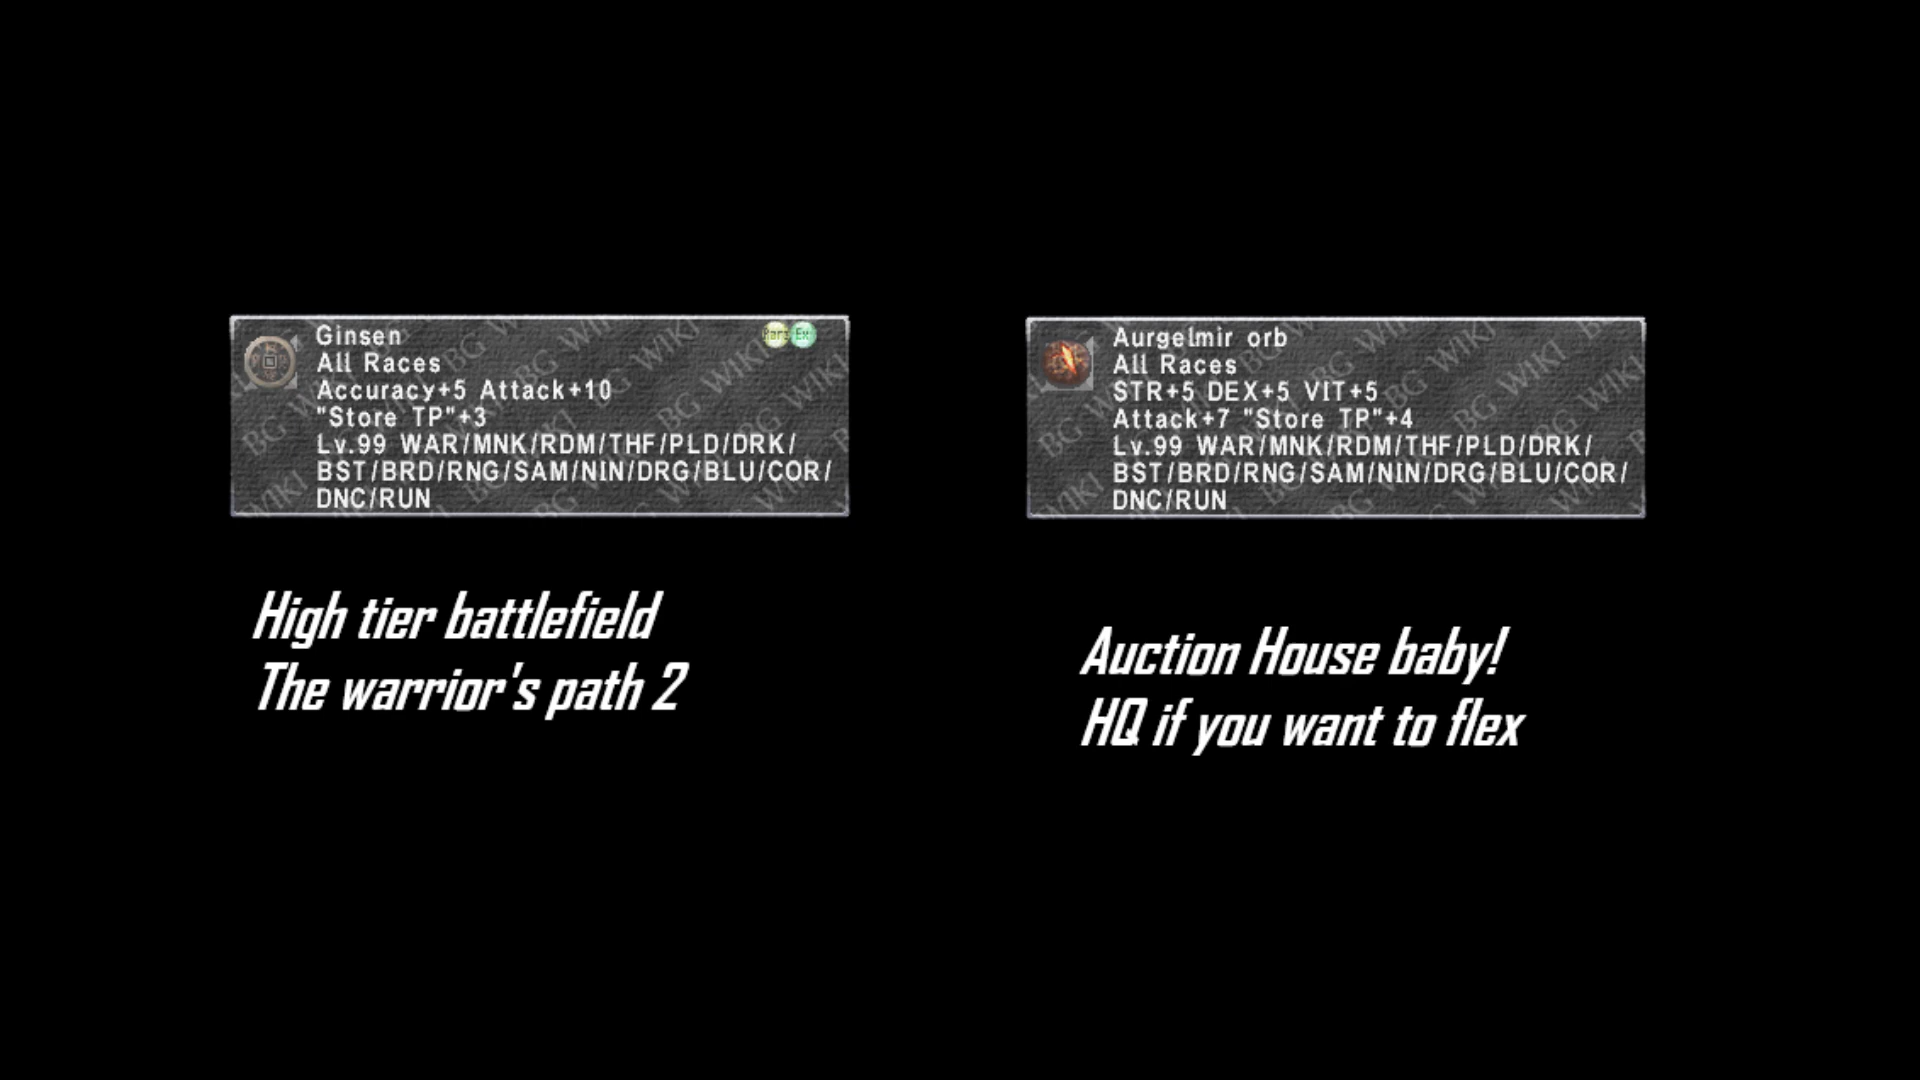 Ginsen
Rare Ex
All Races
Accuracy+5 Attack+10
"Store TP"+3
Lv.99 WAR/MNK/RDM/THF/PLD/DRK/
BST/BRD/RNG/SAM/NIN/DRG/BLU/COR/
DNC/RUN
High tier battlefield
The warrior's path 2
Aurgelmir orb
All Races
STR+5 DEX+5 VIT+5
Attack+7 "Store TP"+4
Lv.99 WAR/MNK/RDM/THF/PLD/DRK/
BST/BRD/RNG/SAM/NIN/DRG/BLU/COR/
DNC/RUN
Auction House baby!
HQ if you want to flex
BG WIKI